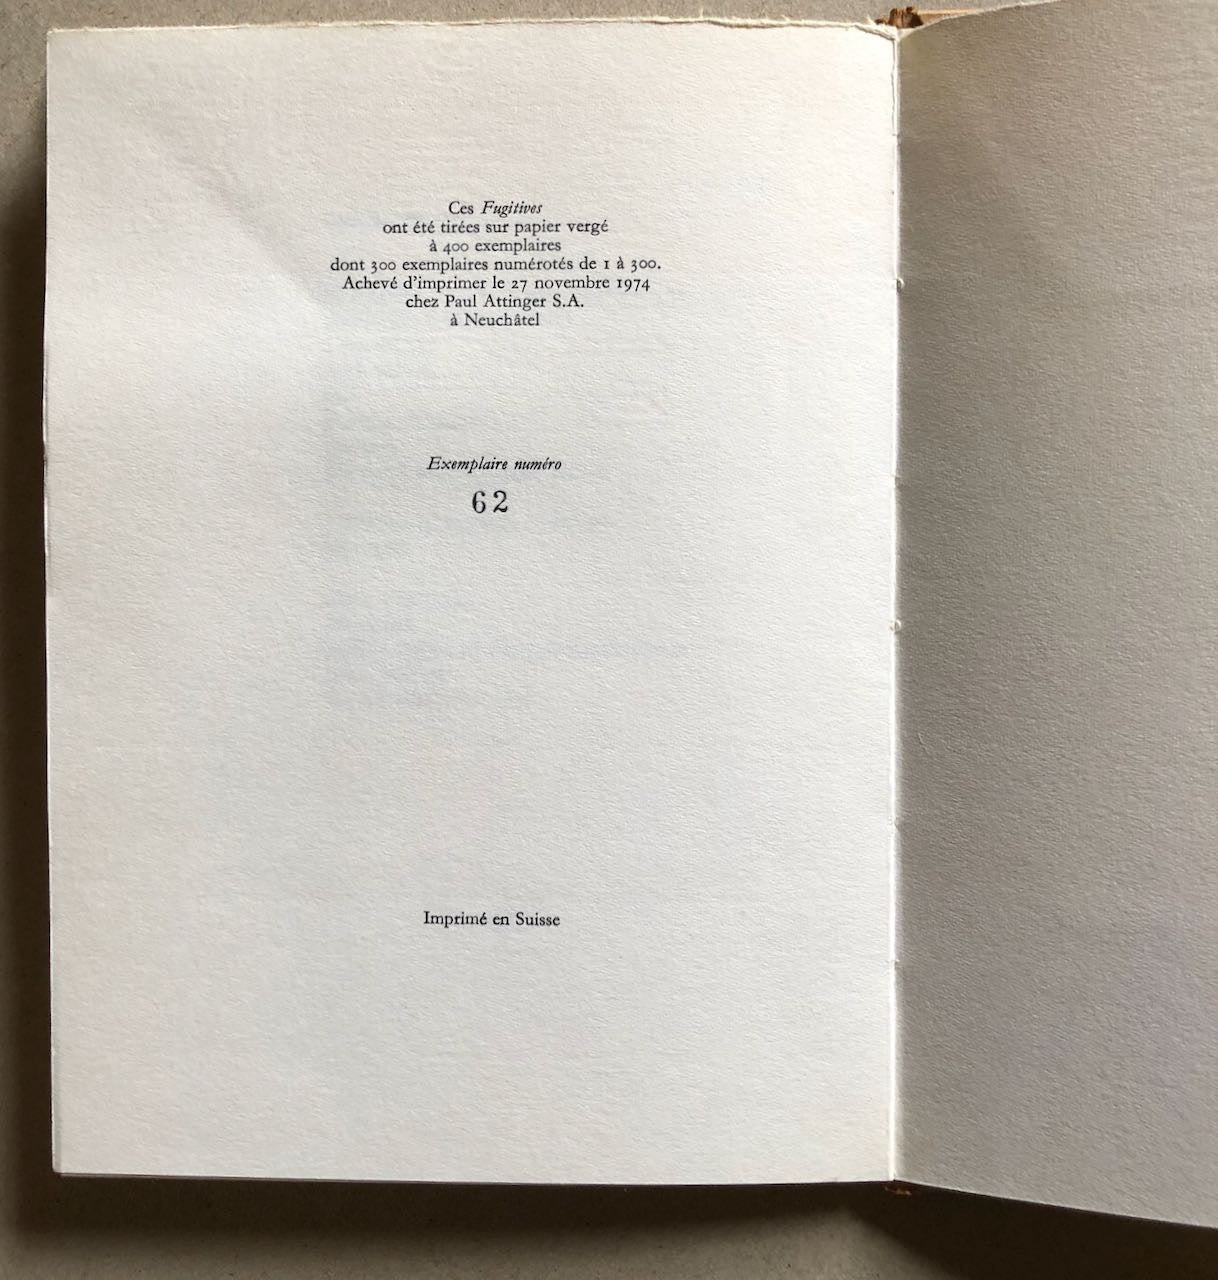 Ces Fugitives
ont été tirées sur papier vergé
à 400 exemplaires
dont 300 exemplaires numérotés de 1 à 300.
Achevé d'imprimer le 27 novembre 1974
chez Paul Attinger S.A.
à Neuchâtel
Exemplaire numéro
62
Imprimé en Suisse